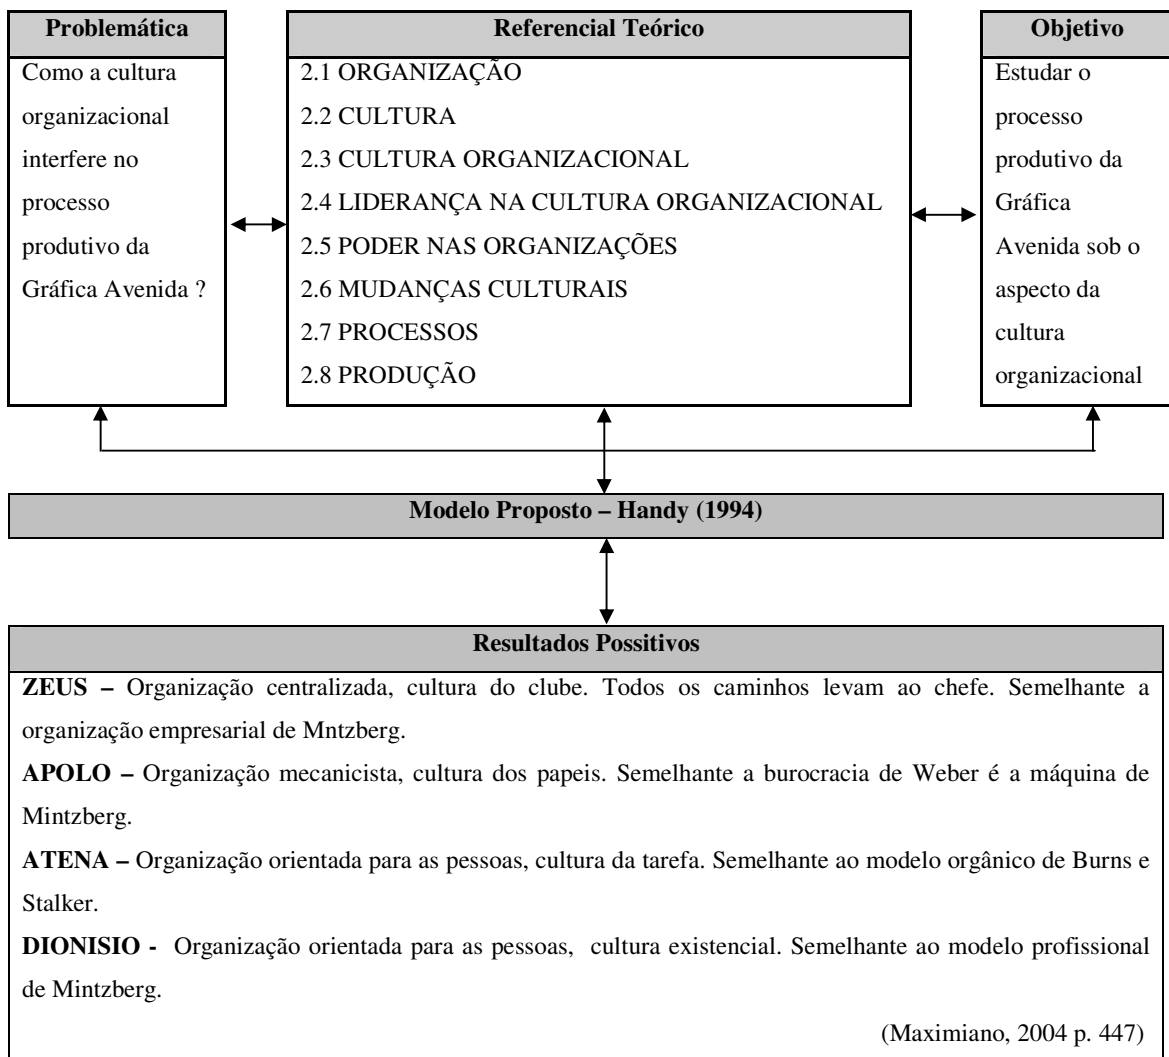 Problemática
Como a cultura
organizacional
interfere no
processo
produtivo da
Gráfica Avenida ?
Referencial Teórico
2.1 ORGANIZAÇÃO
2.2 CULTURA
2.3 CULTURA ORGANIZACIONAL
2.4 LIDERANÇA NA CULTURA ORGANIZACIONAL
2.5 PODER NAS ORGANIZAÇÕES
2.6 MUDANÇAS CULTURAIS
2.7 PROCESSOS
2.8 PRODUÇÃO
Objetivo
Estudar o
processo
produtivo da
Gráfica
Avenida sob o
aspecto da
cultura
organizacional
Modelo Proposto – Handy (1994)
Resultados Possitivos
ZEUS – Organização centralizada, cultura do clube. Todos os caminhos levam ao chefe. Semelhante a
organização empresarial de Mntzberg.
APOLO – Organização mecanicista, cultura dos papeis. Semelhante a burocracia de Weber é a máquina de
Mintzberg.
ATENA – Organização orientada para as pessoas, cultura da tarefa. Semelhante ao modelo orgânico de Burns e
Stalker.
DIONISIO - Organização orientada para as pessoas, cultura existencial. Semelhante ao modelo profissional
de Mintzberg.
(Maximiano, 2004 p. 447)